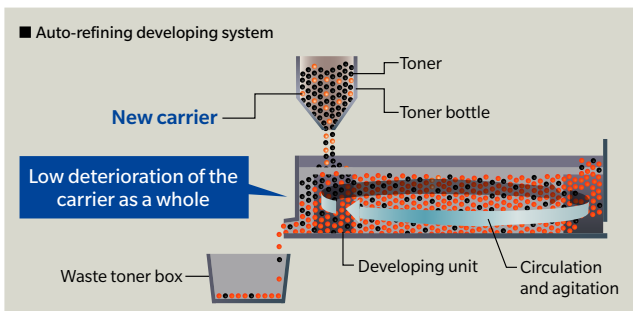 ■ Auto-refining developing system
Toner
New carrier
Toner bottle
Low deterioration of the
carrier as a whole
Waste toner box
Developing unit
Circulation
and agitation